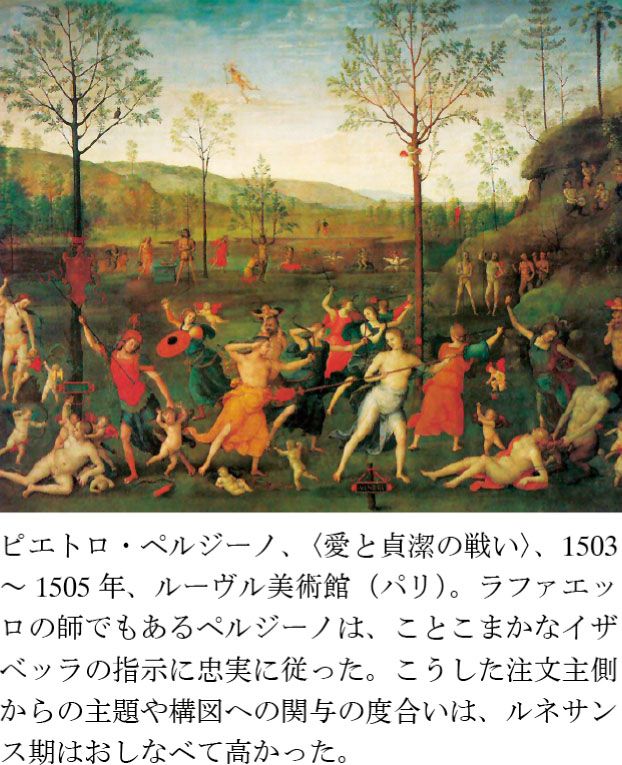 ピエトロ・ペルジーノ、〈愛と貞潔の戦い〉、1503
～ 1505 年、ルーヴル美術館（パリ）。ラファエッ
ロの師でもあるペルジーノは、ことこまかなイザ
ベッラの指示に忠実に従った。こうした注文主側
からの主題や構図への関与の度合いは、ルネサン
ス期はおしなべて高かった。